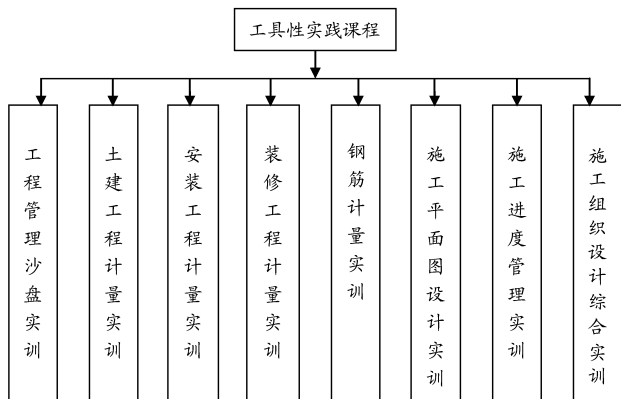 工具性实践课程
工程管理沙盘实训
土建工程计量实训
安装工程计量实训
装修工程计量实训
钢筋计量实训
施工平面图设计实训
施工进度管理实训
施工组织设计综合实训